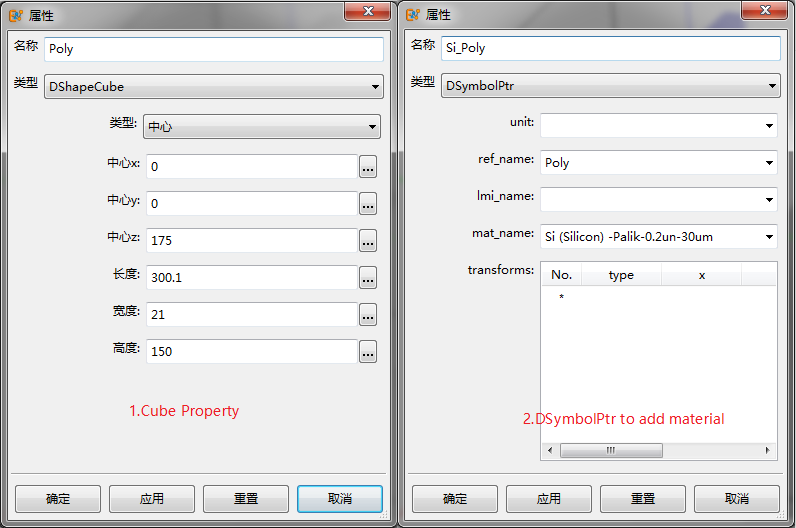 属性
名称 Poly
类型 DShapeCube
类型: 中心
中心x: 0 ...
中心y: 0 ...
中心z: 175 ...
长度: 300.1 ...
宽度: 21 ...
高度: 150 ...
1.Cube Property
确定 应用 重置 取消
属性
名称 Si_Poly
类型 DSymbolPtr
unit:
ref_name: Poly
lmi_name:
mat_name: Si (Silicon) -Palik-0.2un-30um
transforms: No. type x
*
2.DSymbolPtr to add material
确定 应用 重置 取消